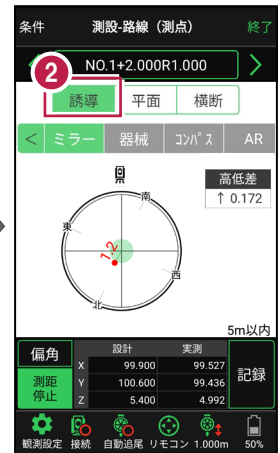 条件 測設-路線（測点） 終了
< NO.1+2.000R1.000 >
2
誘導 平面 横断
< ミラー 器械 ｺﾝﾊﾟｽ AR
高低差
↑ 0.172
南
東
1.2
西
北
5m以内
偏角 設計 実測
X 99.900 99.527
測距停止 Y 100.600 99.436 記録
Z 5.400 4.992
観測設定 接続 自動追尾 リモコン 1.000m 50%